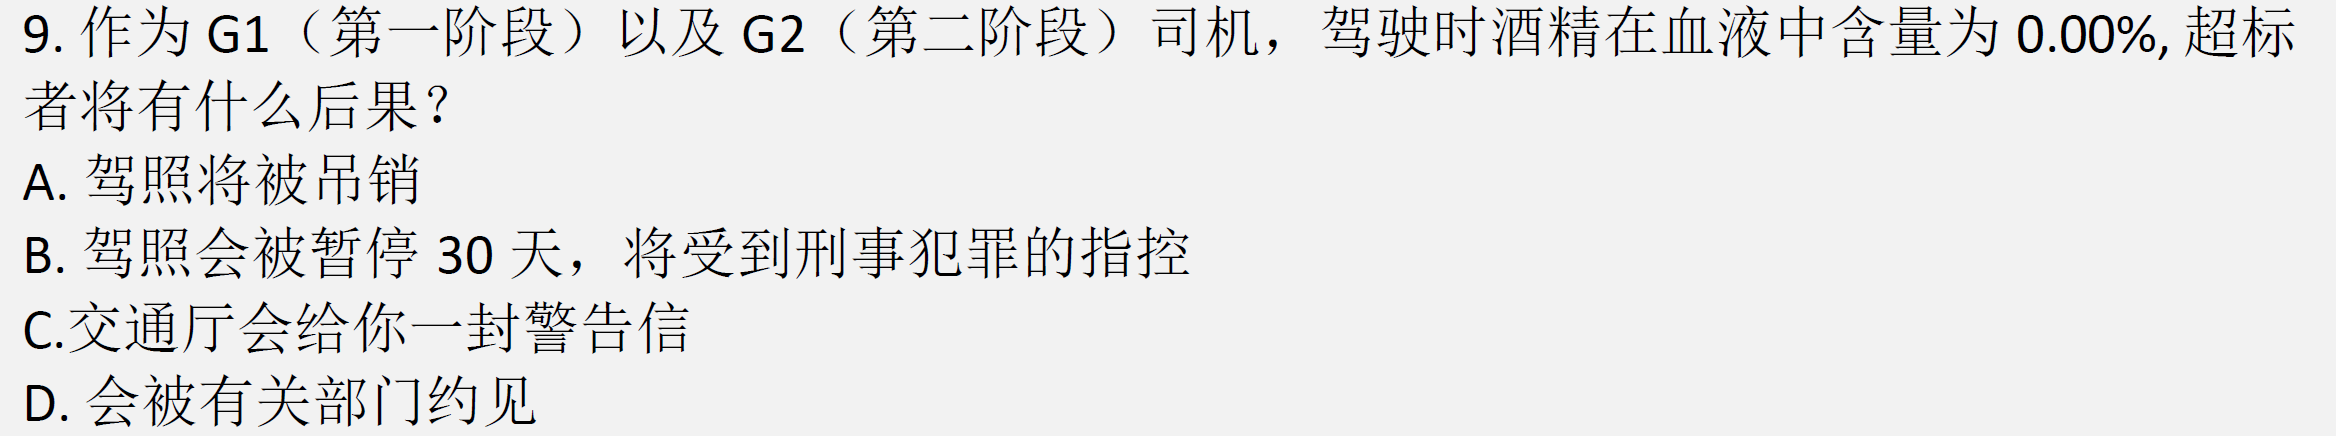 9. 作为 G1（第一阶段）以及 G2（第二阶段）司机，驾驶时酒精在血液中含量为 0.00%, 超标
者将有什么后果？
A. 驾照将被吊销
B. 驾照会被暂停 30 天，将受到刑事犯罪的指控
C.交通厅会给你一封警告信
D. 会被有关部门约见